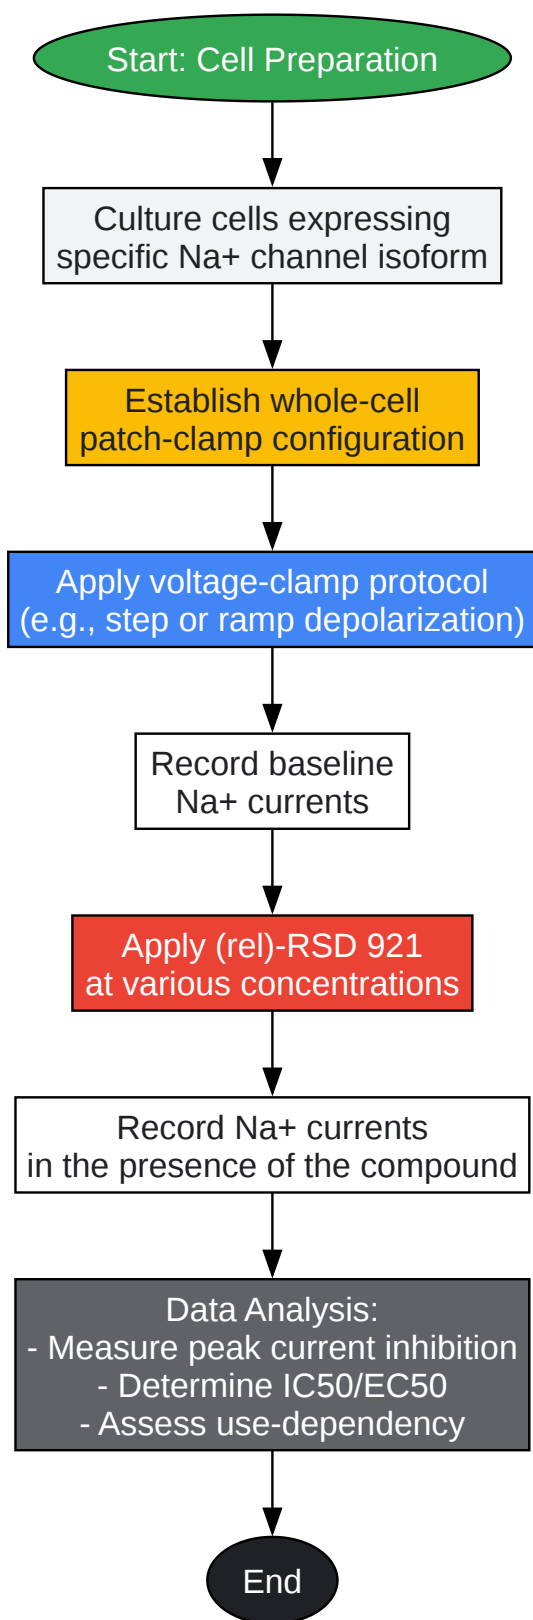 Start: Cell Preparation
Culture cells expressing
specific Na+ channel isoform
Establish whole-cell
patch-clamp configuration
Apply voltage-clamp protocol
(e.g., step or ramp depolarization)
Record baseline
Na+ currents
Apply (rel)-RSD 921
at various concentrations
Record Na+ currents
in the presence of the compound
Data Analysis:
- Measure peak current inhibition
- Determine IC50/EC50
- Assess use-dependency
End